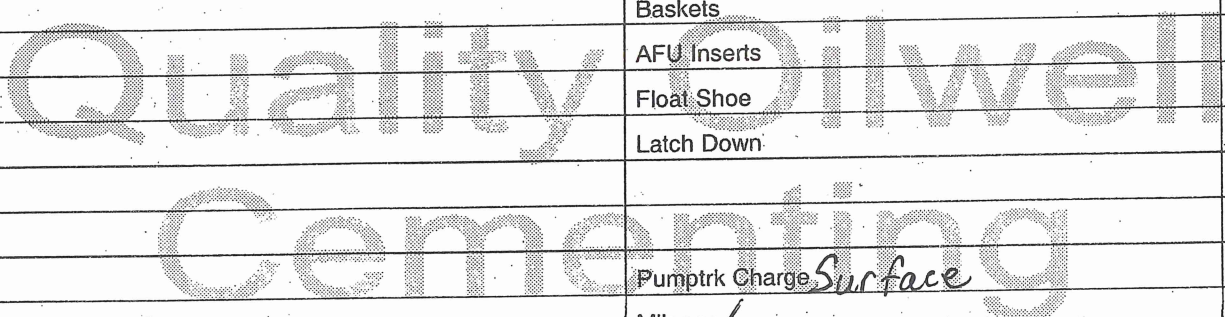 Baskets
Quality Oilwell
AFU Inserts
Float Shoe
Latch Down
Cementing
Pumptrk Charge Surface